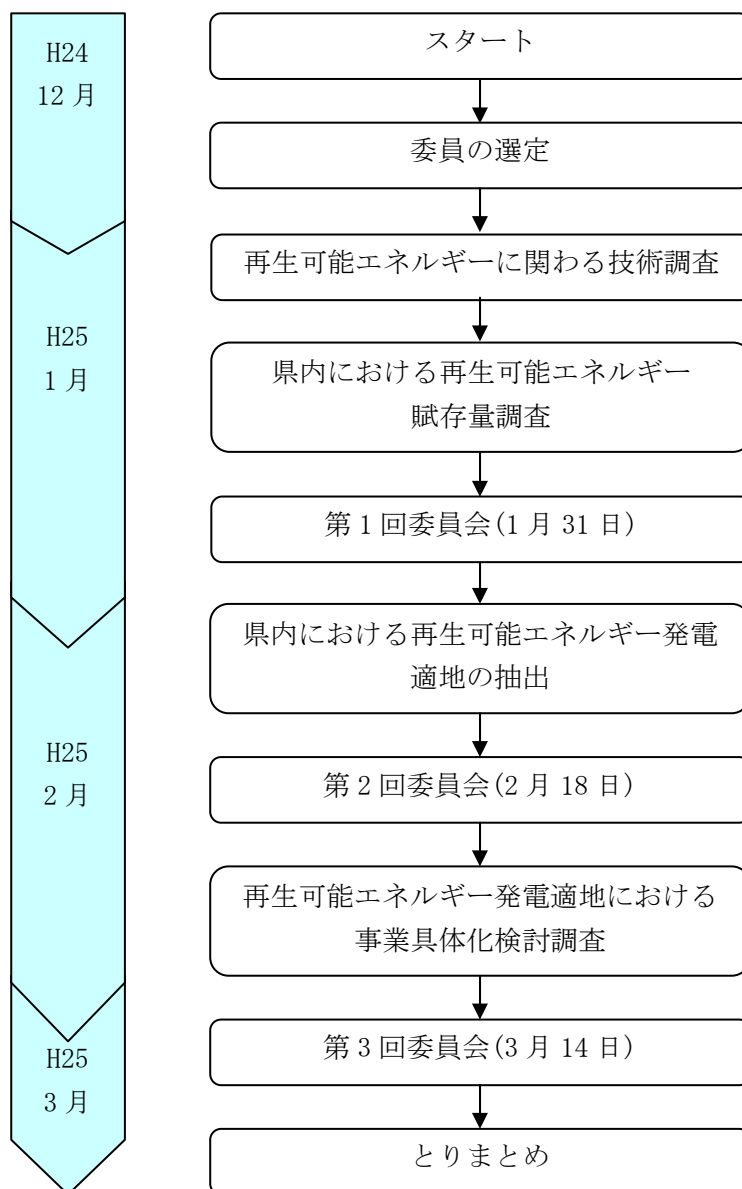 H24
12月
H25
1月
H25
2月
H25
3月
スタート
委員の選定
再生可能エネルギーに関わる技術調査
県内における再生可能エネルギー
賦存量調査
第1回委員会(1月31日)
県内における再生可能エネルギー発電
適地の抽出
第2回委員会(2月18日)
再生可能エネルギー発電適地における
事業具体化検討調査
第3回委員会(3月14日)
とりまとめ